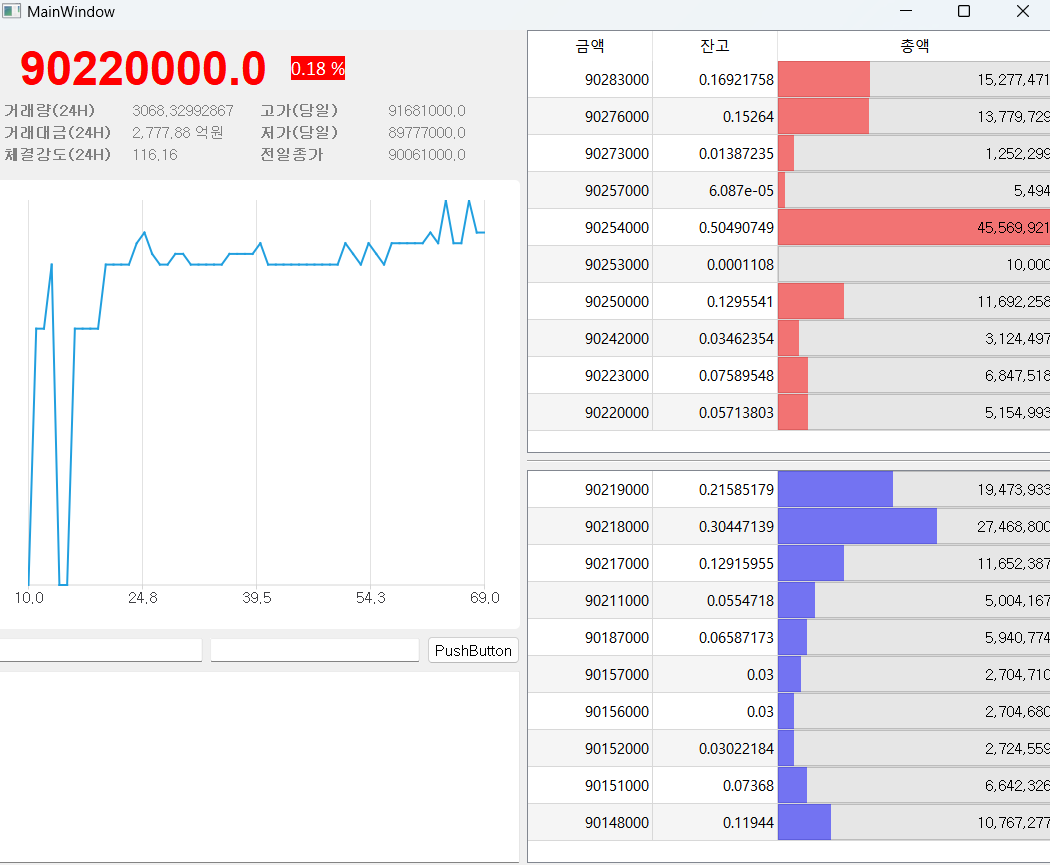 MainWindow
90220000.0 0.18 %
거래량(24H) 3068.32992867 고가(당일) 91681000.0
거래대금(24H) 2,777.88 억원 저가(당일) 89777000.0
체결강도(24H) 116.16 전일종가 90061000.0
10.0 24.8 39.5 54.3 69.0
PushButton
금액 잔고 총액
90283000 0.16921758 15,277,471
90276000 0.15264 13,779,729
90273000 0.01387235 1,252,299
90257000 6.087e-05 5,494
90254000 0.50490749 45,569,921
90253000 0.0001108 10,000
90250000 0.1295541 11,692,258
90242000 0.03462354 3,124,497
90223000 0.07589548 6,847,518
90220000 0.05713803 5,154,993
90219000 0.21585179 19,473,933
90218000 0.30447139 27,468,800
90217000 0.12915955 11,652,387
90211000 0.0554718 5,004,167
90187000 0.06587173 5,940,774
90157000 0.03 2,704,710
90156000 0.03 2,704,680
90152000 0.03022184 2,724,559
90151000 0.07368 6,642,326
90148000 0.11944 10,767,277